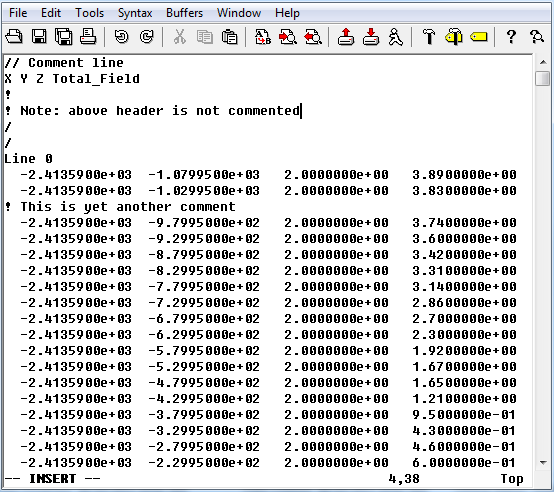 File Edit Tools Syntax Buffers Window Help
// Comment line
X Y Z Total_Field
!
! Note: above header is not commented
/
/
Line 0
-2.4135900e+03 -1.0799500e+03 2.0000000e+00 3.8900000e+00
-2.4135900e+03 -1.0299500e+03 2.0000000e+00 3.8300000e+00
! This is yet another comment
-2.4135900e+03 -9.7995000e+02 2.0000000e+00 3.7400000e+00
-2.4135900e+03 -9.2995000e+02 2.0000000e+00 3.6000000e+00
-2.4135900e+03 -8.7995000e+02 2.0000000e+00 3.4200000e+00
-2.4135900e+03 -8.2995000e+02 2.0000000e+00 3.3100000e+00
-2.4135900e+03 -7.7995000e+02 2.0000000e+00 3.1400000e+00
-2.4135900e+03 -7.2995000e+02 2.0000000e+00 2.8600000e+00
-2.4135900e+03 -6.7995000e+02 2.0000000e+00 2.7000000e+00
-2.4135900e+03 -6.2995000e+02 2.0000000e+00 2.3000000e+00
-2.4135900e+03 -5.7995000e+02 2.0000000e+00 1.9200000e+00
-2.4135900e+03 -5.2995000e+02 2.0000000e+00 1.6700000e+00
-2.4135900e+03 -4.7995000e+02 2.0000000e+00 1.6500000e+00
-2.4135900e+03 -4.2995000e+02 2.0000000e+00 1.2100000e+00
-2.4135900e+03 -3.7995000e+02 2.0000000e+00 9.5000000e-01
-2.4135900e+03 -3.2995000e+02 2.0000000e+00 4.3000000e-01
-2.4135900e+03 -2.7995000e+02 2.0000000e+00 4.6000000e-01
-2.4135900e+03 -2.2995000e+02 2.0000000e+00 6.0000000e-01
-- INSERT -- 4,38 Top